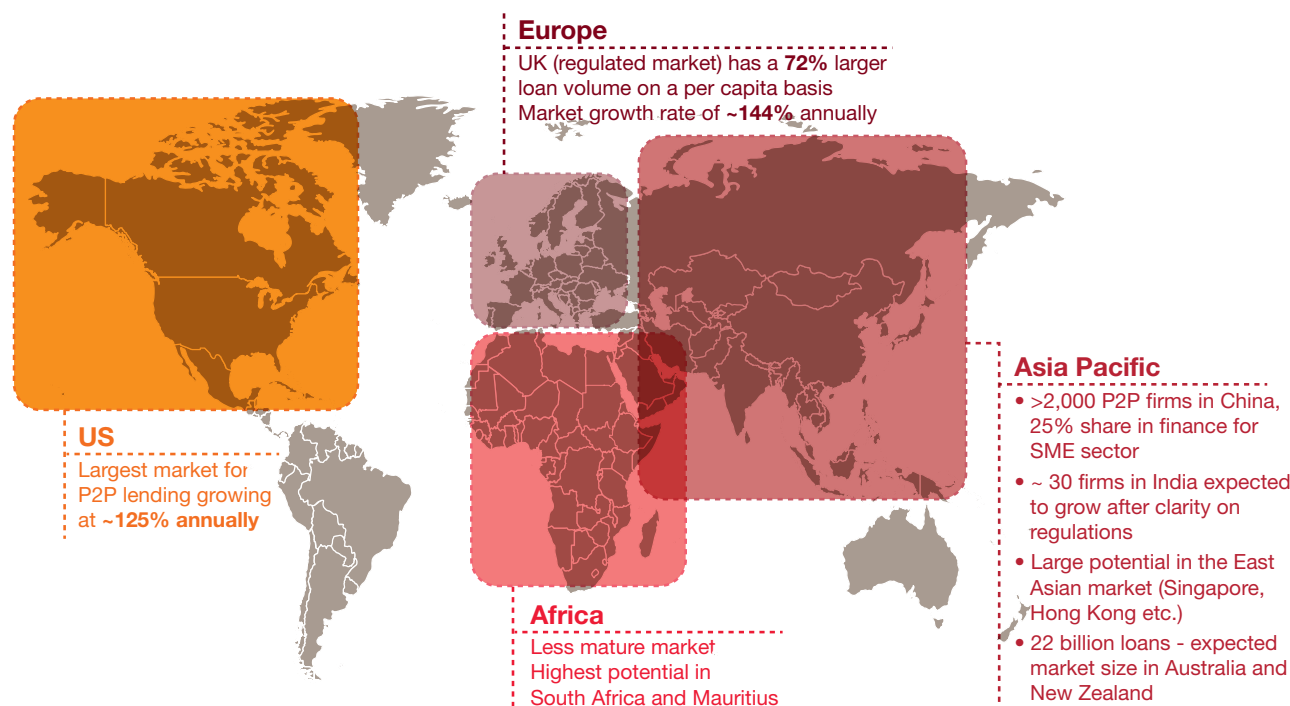 Europe
UK (regulated market) has a 72% larger
loan volume on a per capita basis
Market growth rate of ~144% annually
US
Largest market for
P2P lending growing
at ~125% annually
Africa
Less mature market
Highest potential in
South Africa and Mauritius
Asia Pacific
• >2,000 P2P firms in China,
25% share in finance for
SME sector
• ~ 30 firms in India expected
to grow after clarity on
regulations
• Large potential in the East
Asian market (Singapore,
Hong Kong etc.)
• 22 billion loans - expected
market size in Australia and
New Zealand